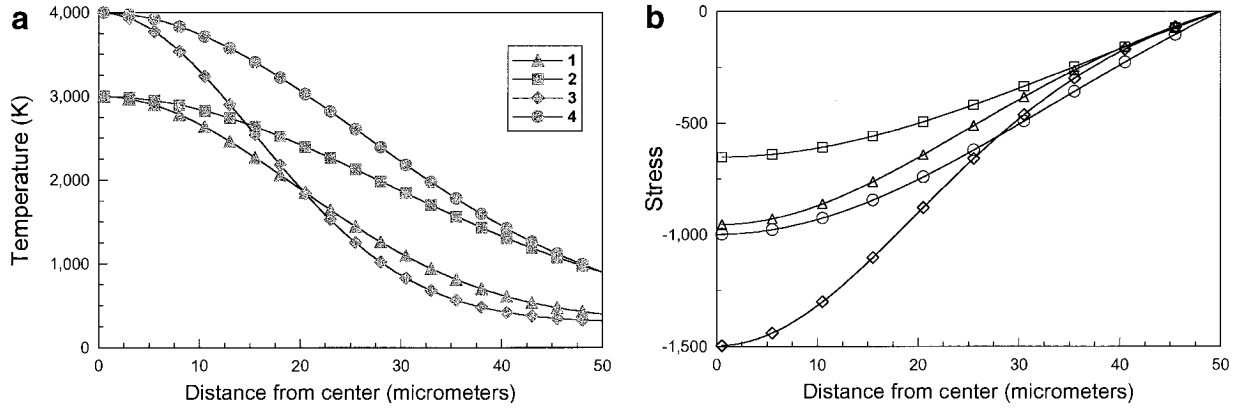 a
4,000
3,000
2,000
1,000
0
Temperature (K)
0 10 20 30 40 50
Distance from center (micrometers)
1
2
3
4
b
0
-500
-1,000
-1,500
Stress
0 10 20 30 40 50
Distance from center (micrometers)